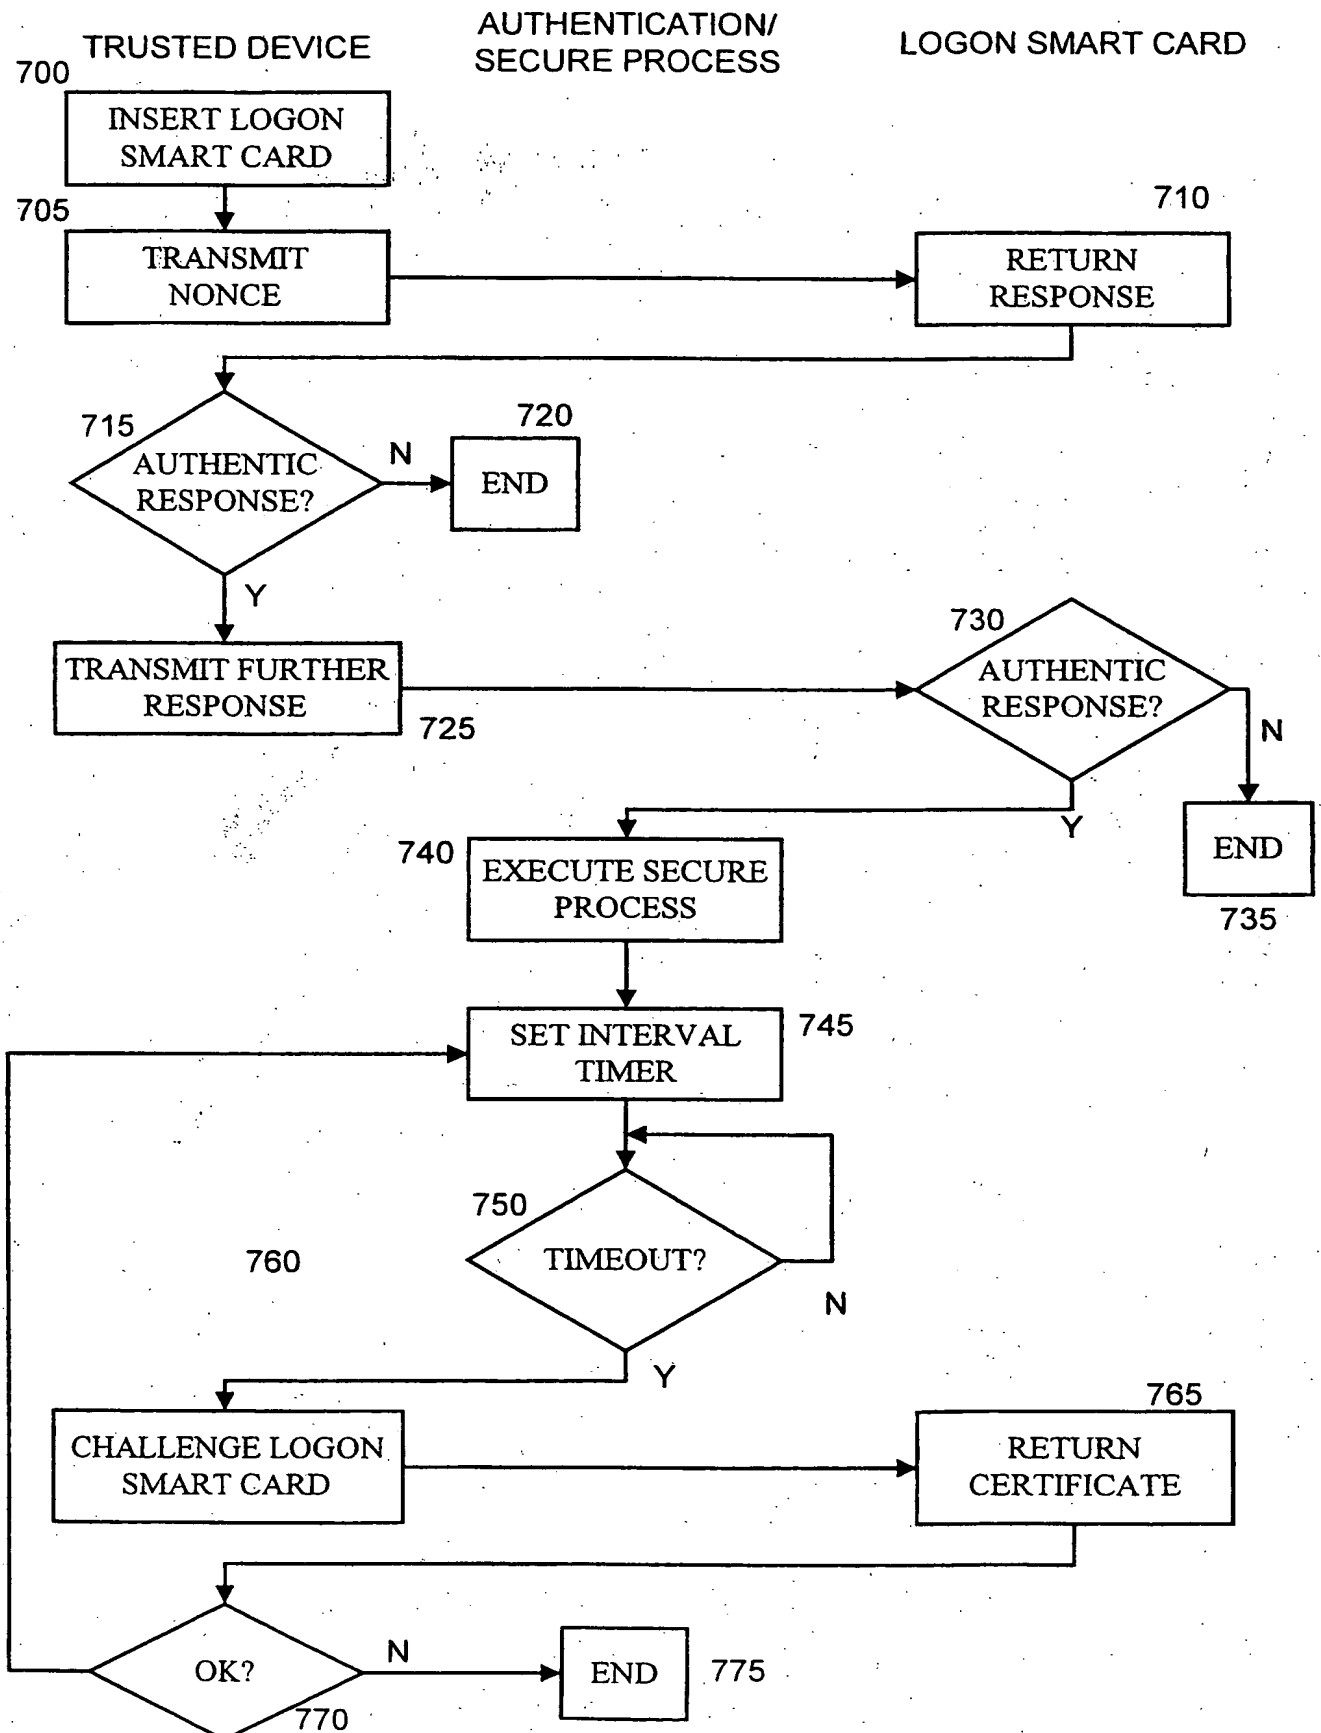 TRUSTED DEVICE
AUTHENTICATION/
SECURE PROCESS
LOGON SMART CARD
700
INSERT LOGON
SMART CARD
705
TRANSMIT
NONCE
710
RETURN
RESPONSE
715
AUTHENTIC
RESPONSE?
N
720
END
Y
TRANSMIT FURTHER
RESPONSE
725
730
AUTHENTIC
RESPONSE?
N
Y
END
735
740
EXECUTE SECURE
PROCESS
SET INTERVAL
TIMER
745
750
TIMEOUT?
N
760
Y
CHALLENGE LOGON
SMART CARD
765
RETURN
CERTIFICATE
OK?
770
N
END
775